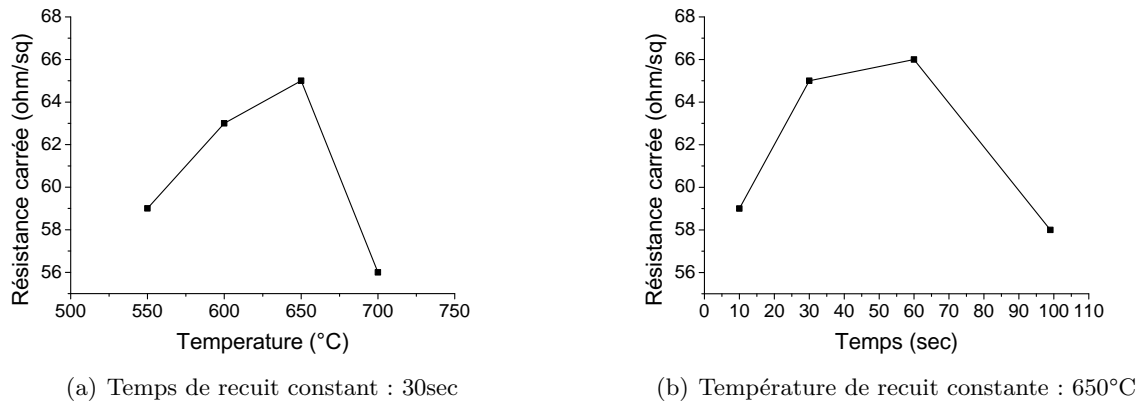 68
66
64
62
60
58
56
Résistance carrée (ohm/sq)
500 550 600 650 700 750
Temperature (°C)
(a) Temps de recuit constant : 30sec
68
66
64
62
60
58
56
Résistance carrée (ohm/sq)
0 10 20 30 40 50 60 70 80 90 100 110
Temps (sec)
(b) Température de recuit constante : 650°C